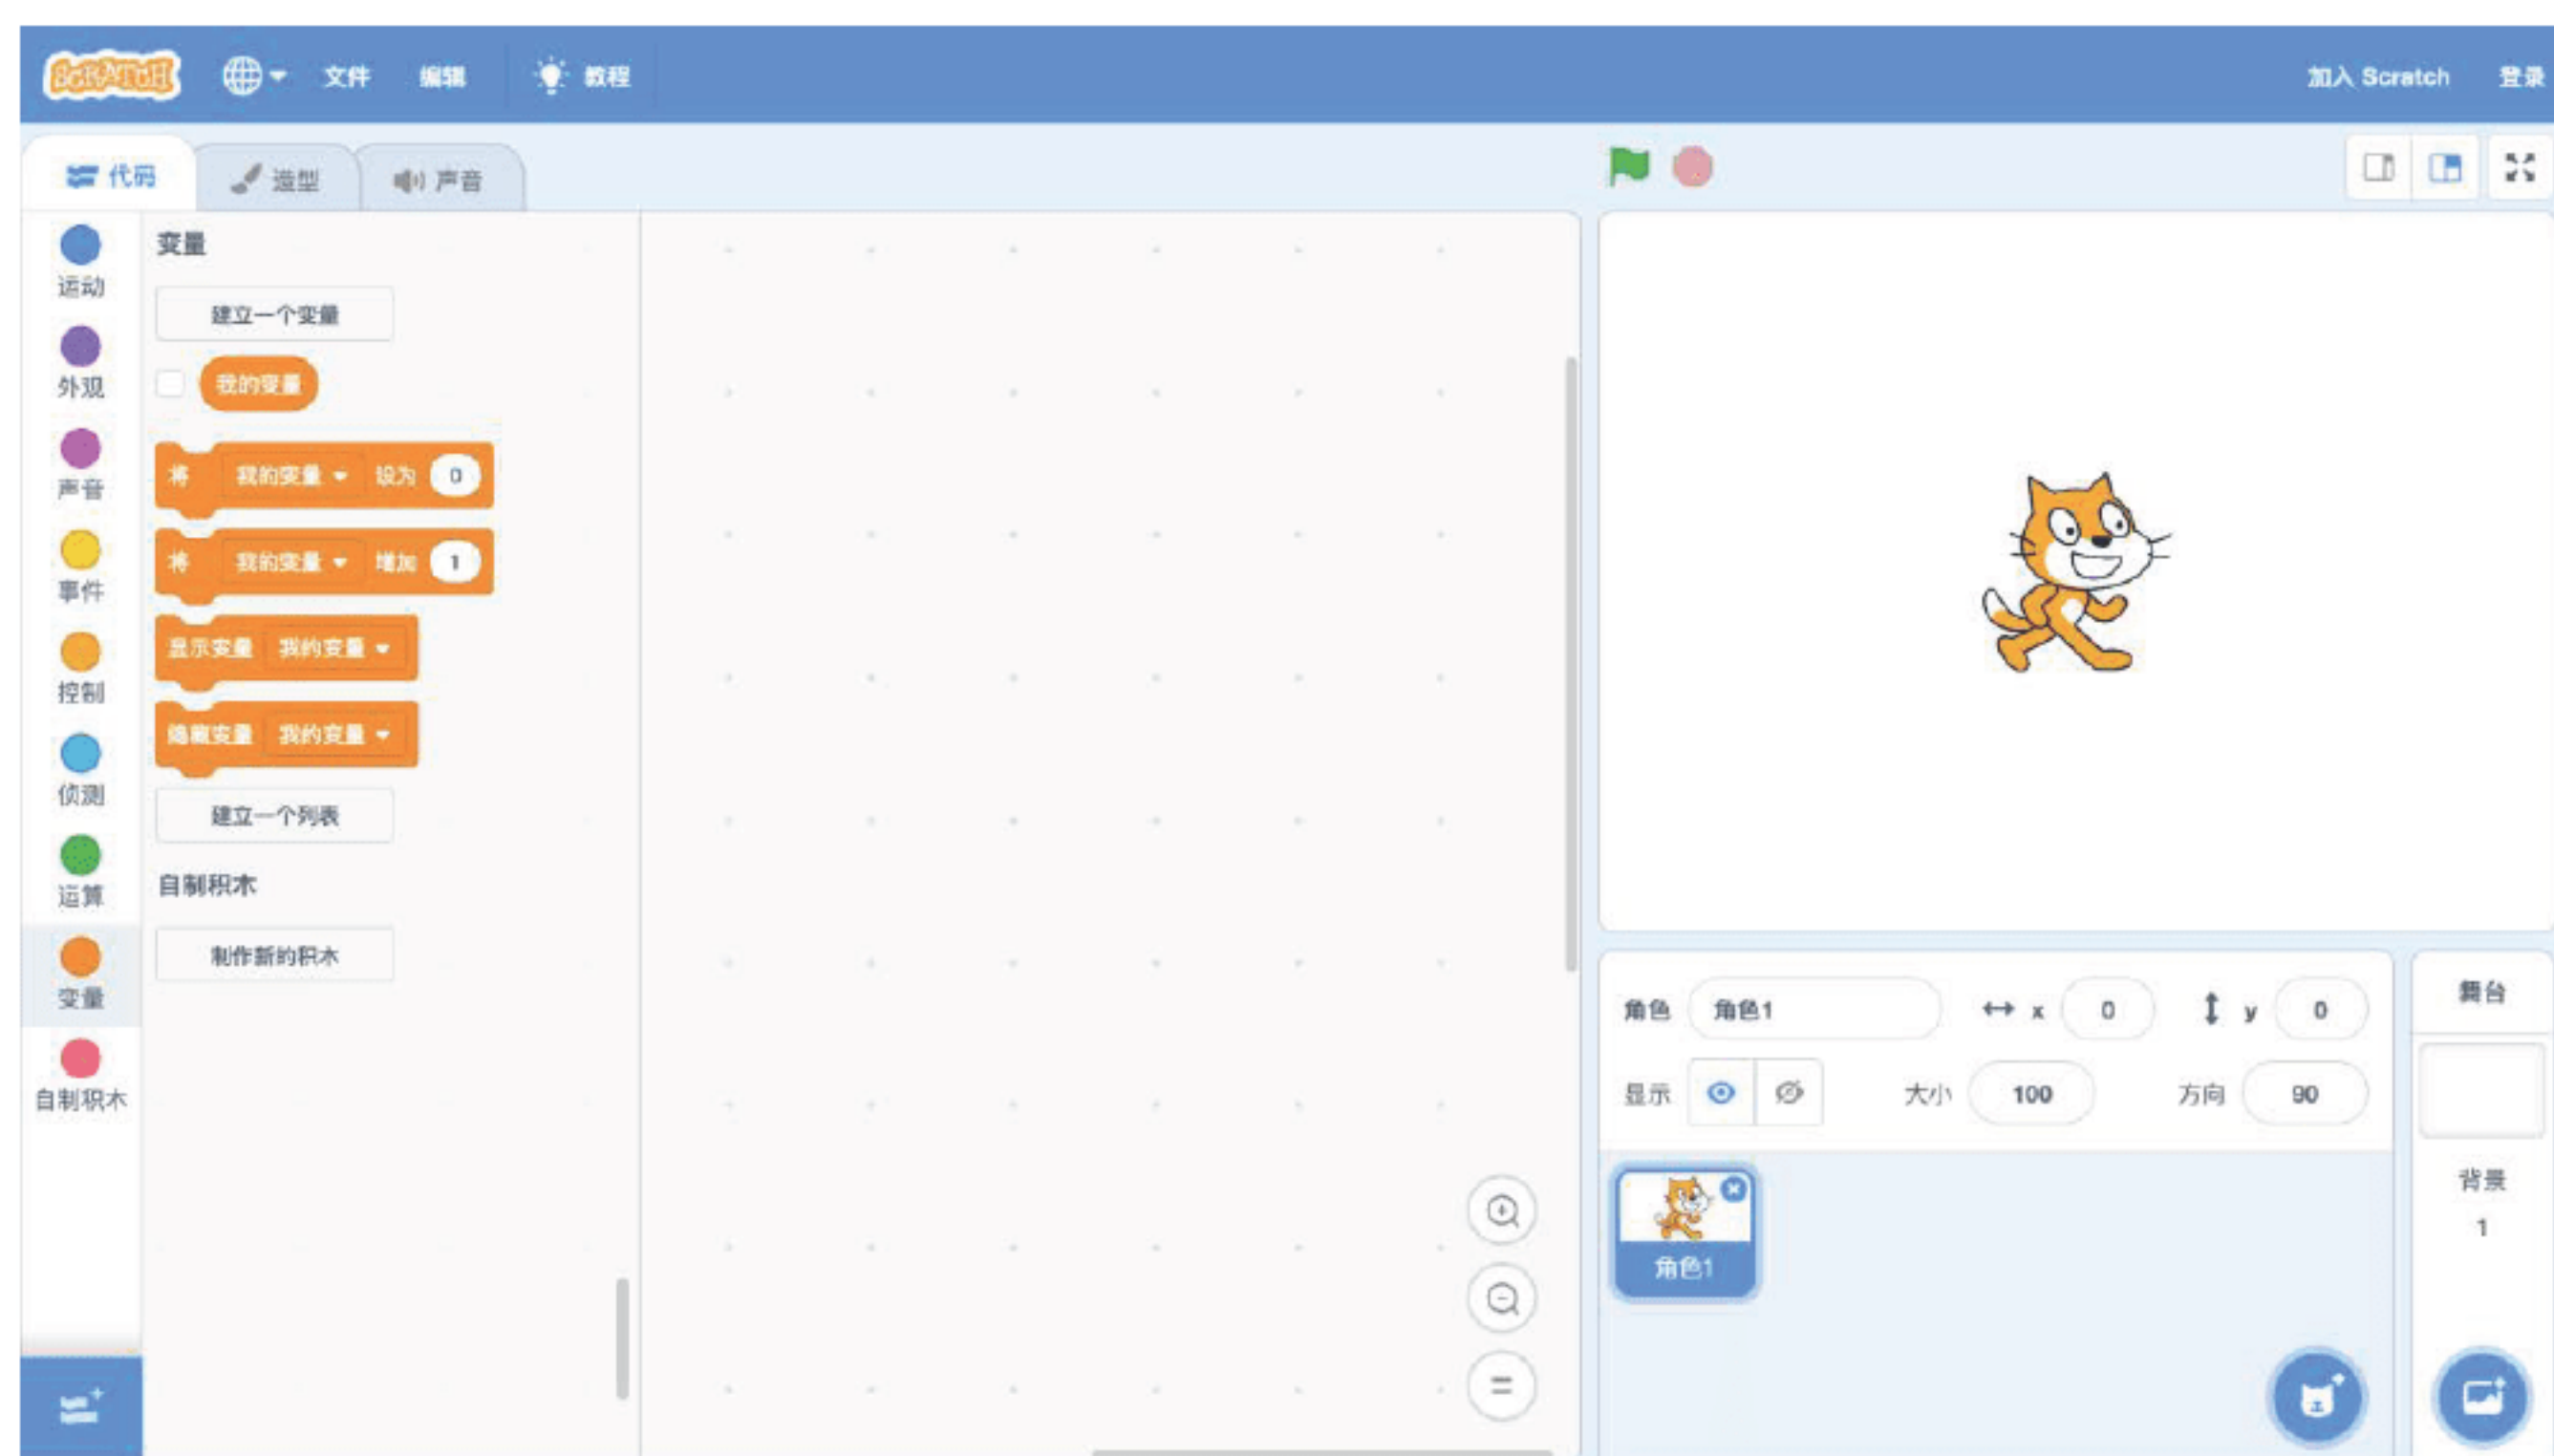 SCRATCH 文件 编辑 教程 加入 Scratch 登录
代码 造型 声音
运动
外观
声音
事件
控制
侦测
运算
变量
自制积木
变量
建立一个变量
我的变量
将 我的变量 设为 0
将 我的变量 增加 1
显示变量 我的变量
隐藏变量 我的变量
建立一个列表
自制积木
制作新的积木
角色 角色1 x 0 y 0
显示 大小 100 方向 90
角色1
舞台
背景
1